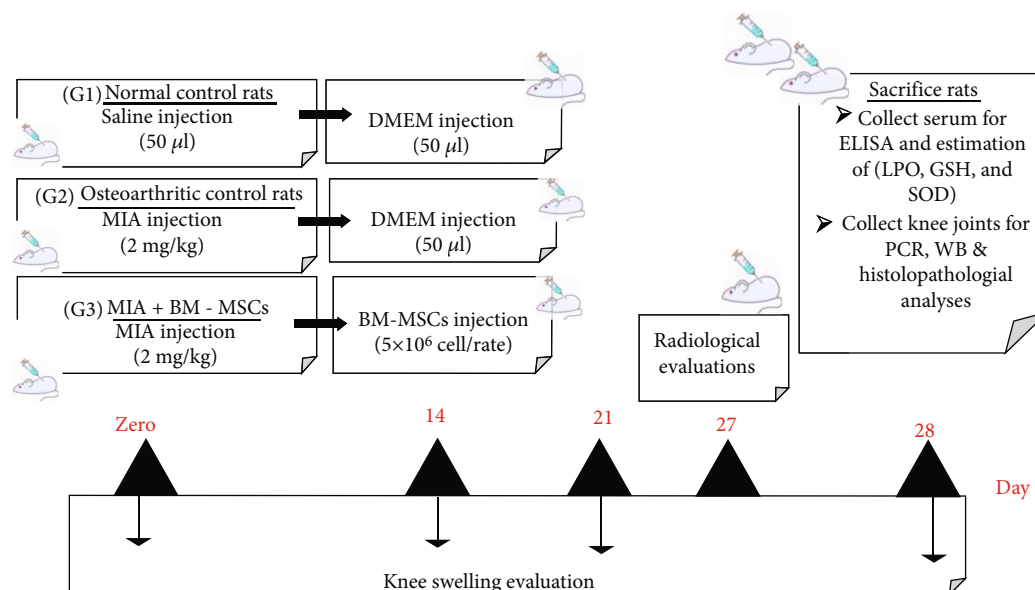 (G1) Normal control rats
Saline injection
(50 μl)
DMEM injection
(50 μl)
(G2) Osteoarthritic control rats
MIA injection
(2 mg/kg)
DMEM injection
(50 μl)
(G3) MIA + BM - MSCs
MIA injection
(2 mg/kg)
BM-MSCs injection
(5×10⁶ cell/rate)
Radiological
evaluations
Sacrifice rats
➢ Collect serum for
ELISA and estimation
of (LPO, GSH, and
SOD)
➢ Collect knee joints for
PCR, WB &
histolopathologial
analyses
Zero
14
21
27
28
Day
Knee swelling evaluation